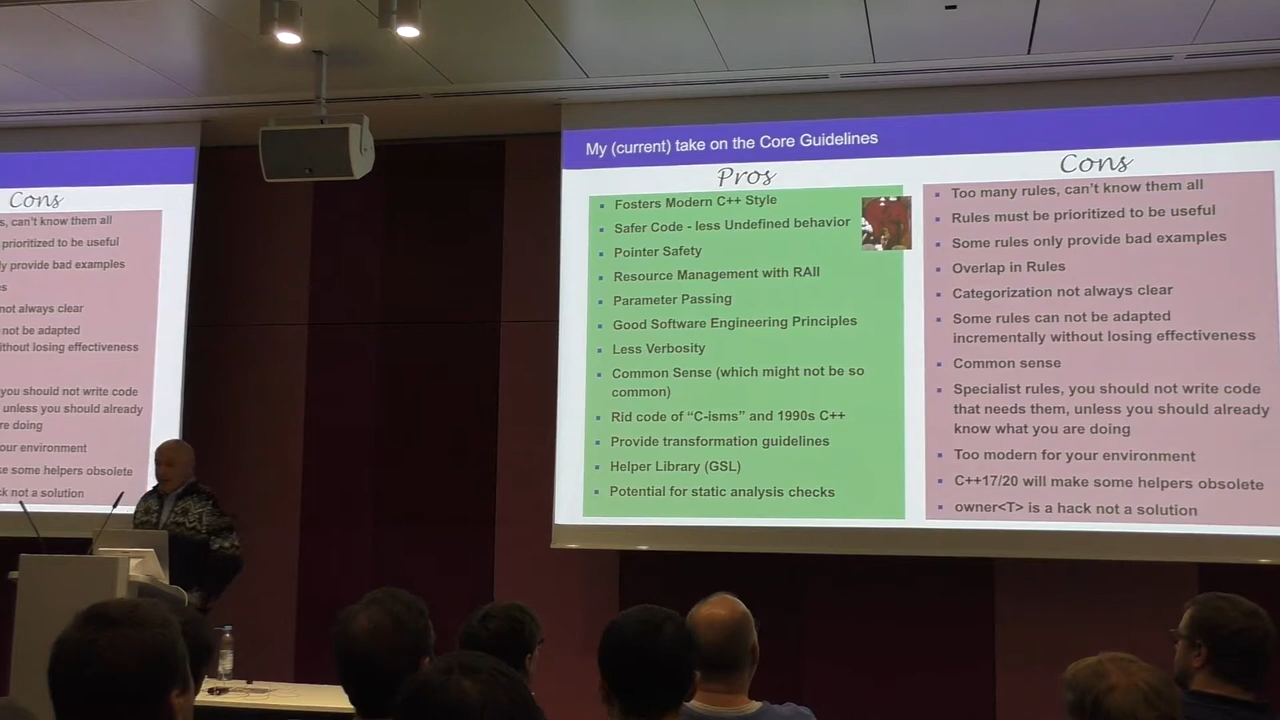 Cons
s, can't know them all
prioritized to be useful
ly provide bad examples
es
not always clear
not be adapted
ithout losing effectiveness
you should not write code
unless you should already
re doing
our environment
ke some helpers obsolete
ck not a solution
My (current) take on the Core Guidelines
Pros
Fosters Modern C++ Style
Safer Code - less Undefined behavior
Pointer Safety
Resource Management with RAII
Parameter Passing
Good Software Engineering Principles
Less Verbosity
Common Sense (which might not be so
common)
Rid code of “C-isms” and 1990s C++
Provide transformation guidelines
Helper Library (GSL)
Potential for static analysis checks
Cons
Too many rules, can't know them all
Rules must be prioritized to be useful
Some rules only provide bad examples
Overlap in Rules
Categorization not always clear
Some rules can not be adapted
incrementally without losing effectiveness
Common sense
Specialist rules, you should not write code
that needs them, unless you should already
know what you are doing
Too modern for your environment
C++17/20 will make some helpers obsolete
owner<T> is a hack not a solution